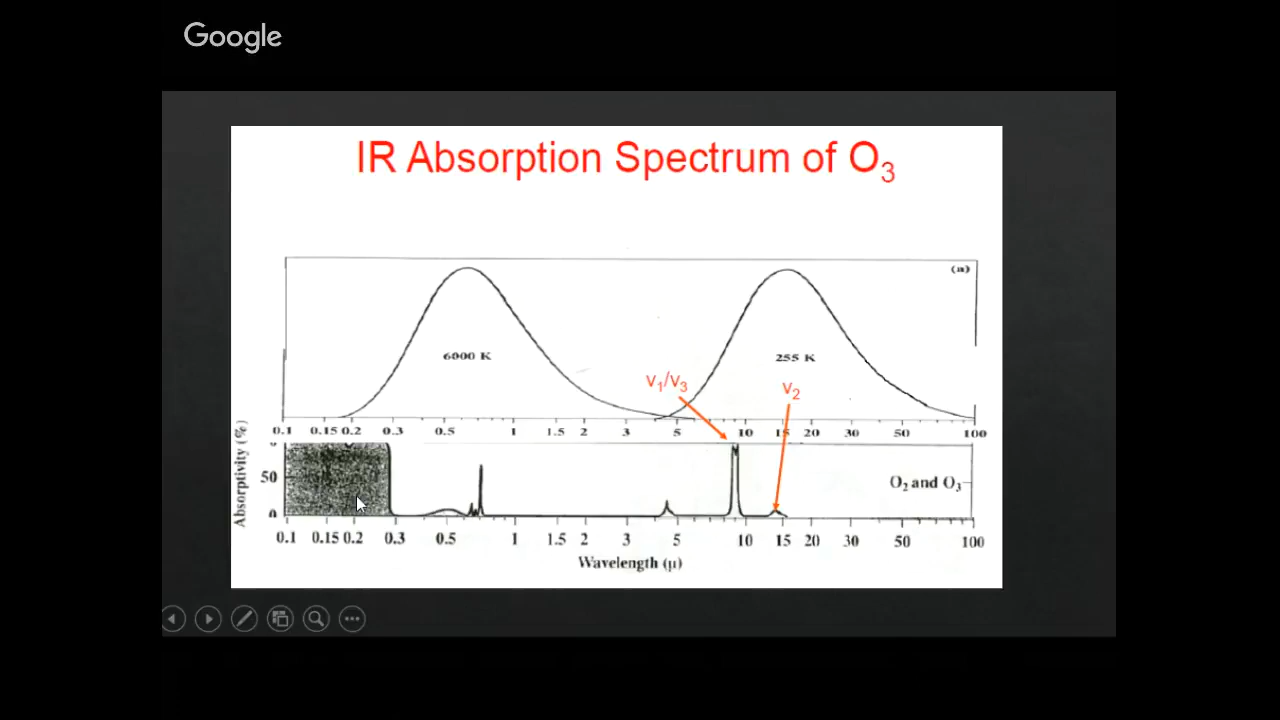 Google
IR Absorption Spectrum of O₃
(a)
6000 K
255 K
ν₁/ν₃
ν₂
0.1 0.15 0.2 0.3 0.5 1 1.5 2 3 5 10 15 20 30 50 100
Absorptivity (%)
50
0
O₂ and O₃
0.1 0.15 0.2 0.3 0.5 1 1.5 2 3 5 10 15 20 30 50 100
Wavelength (μ)